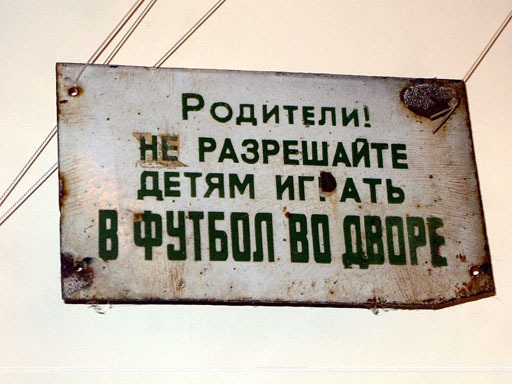 Родители!
НЕ РАЗРЕШАЙТЕ
ДЕТЯМ ИГРАТЬ
В ФУТБОЛ ВО ДВОРЕ